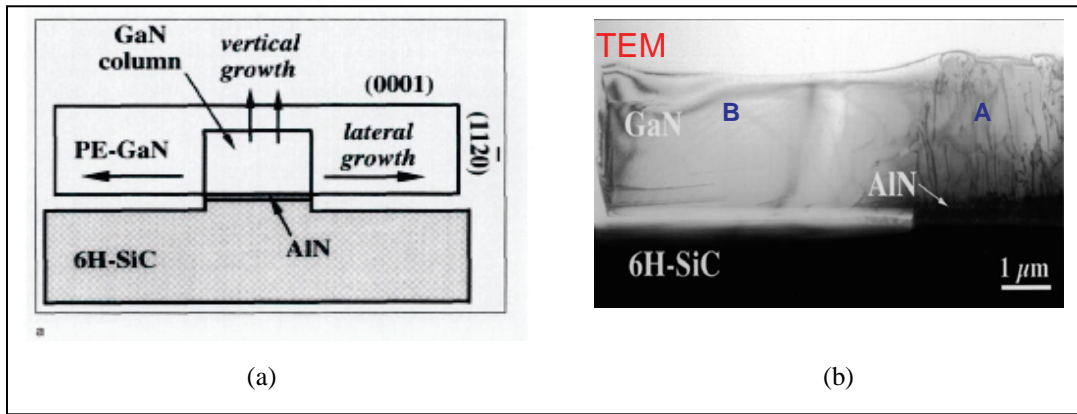 GaN
column
vertical
growth
(0001)
(1120)
PE-GaN
lateral
growth
AlN
6H-SiC
a
TEM
GaN
B
A
AlN
6H-SiC
1 μm
(a)
(b)